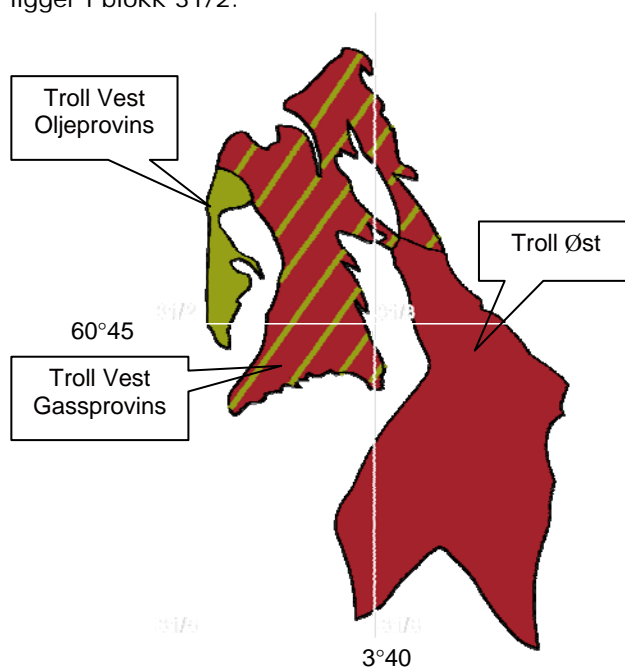 ligger i blokk 31/2.
Troll Vest
Oljeprovins
Troll Øst
60°45
Troll Vest
Gassprovins
3°40